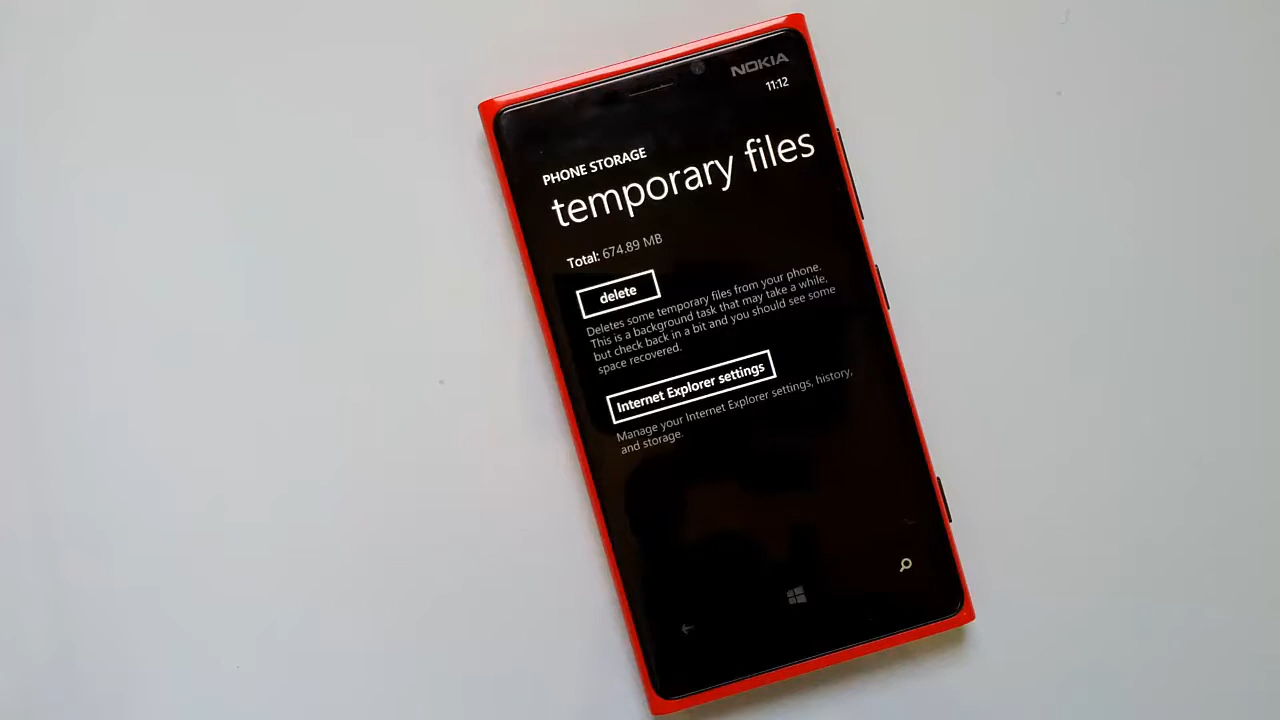 NOKIA
11:12
PHONE STORAGE
temporary files
Total: 674.89 MB
delete
Deletes some temporary files from your phone.
This is a background task that may take a while,
but check back in a bit and you should see some
space recovered.
Internet Explorer settings
Manage your Internet Explorer settings, history,
and storage.